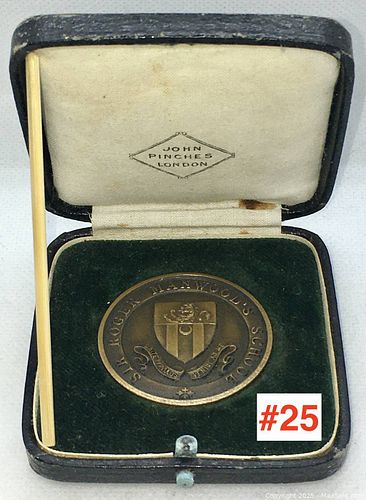 JOHN
PINCHES
LONDON
SIR ROGER MANWOOD'S SCHOOL
#25